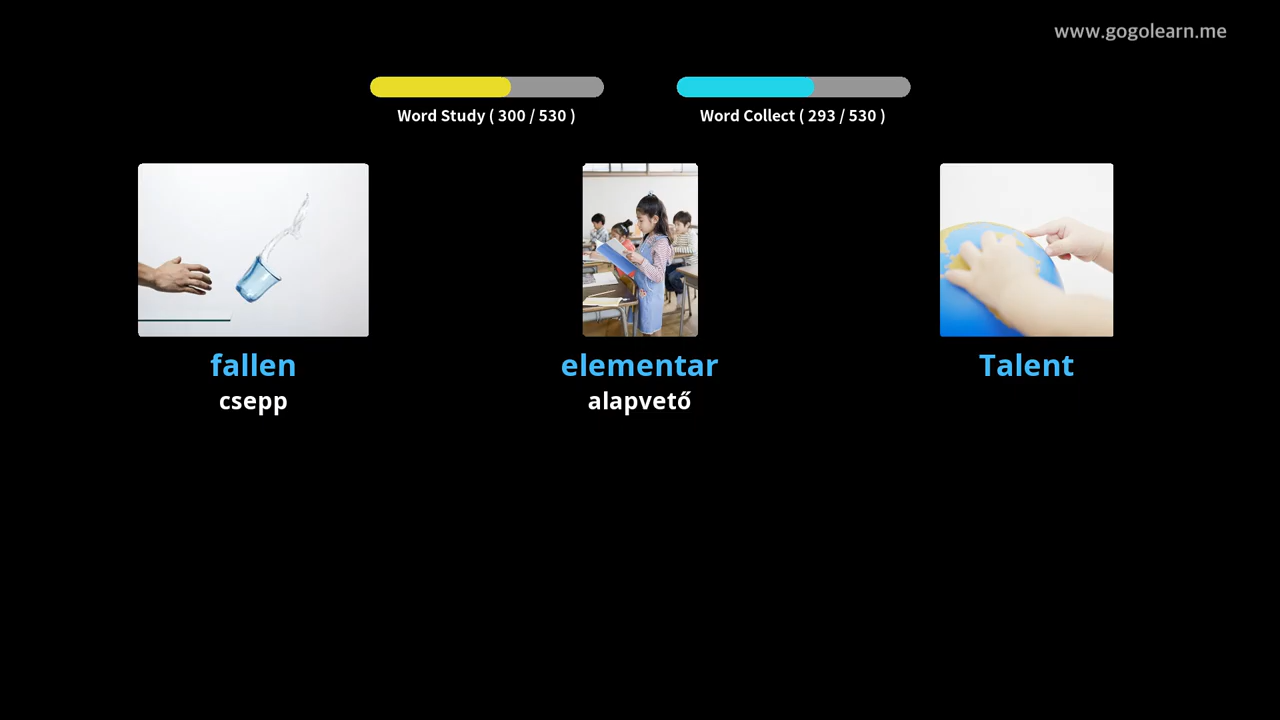 www.gogolearn.me
Word Study ( 300 / 530 )
Word Collect ( 293 / 530 )
fallen
csepp
elementar
alapvető
Talent